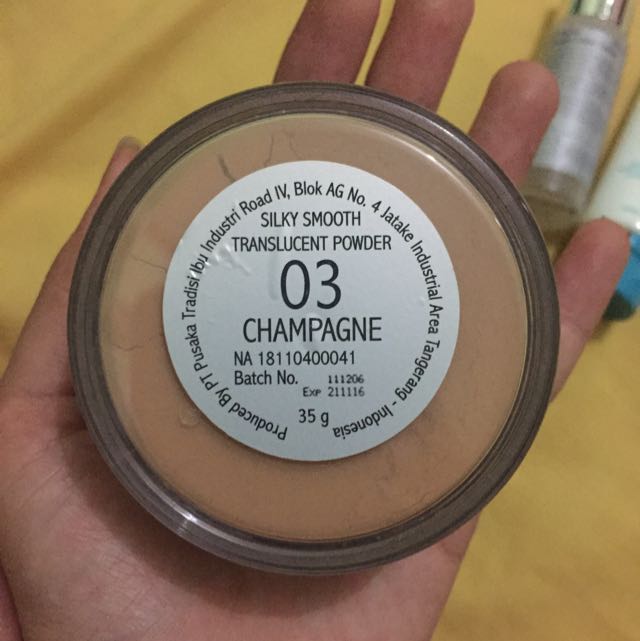 Produced By PT Pusaka Tradisi Ibu Industri Road IV, Blok AG No. 4 Jatake Industrial Area Tangerang - Indonesia
SILKY SMOOTH
TRANSLUCENT POWDER
03
CHAMPAGNE
NA 18110400041
Batch No. 111206
Exp 211116
35 g